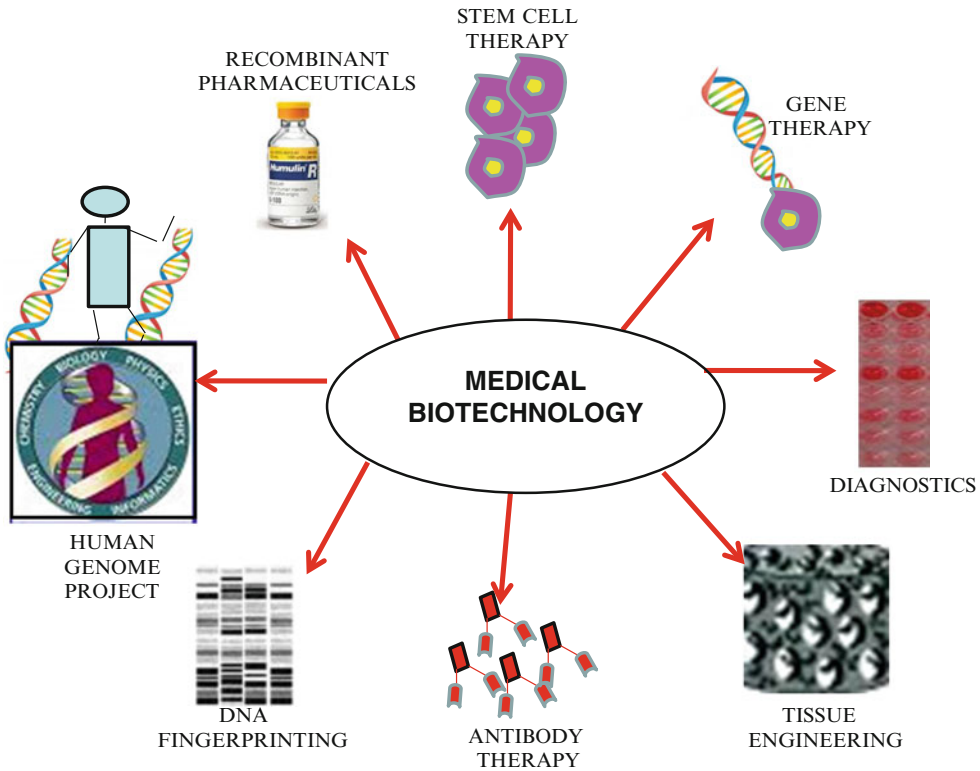 STEM CELL
THERAPY
RECOMBINANT
PHARMACEUTICALS
GENE
THERAPY
Humulin R
MEDICAL
BIOTECHNOLOGY
CHEMISTRY BIOLOGY PHYSICS ETHICS
ENGINEERING INFORMATICS
DIAGNOSTICS
HUMAN
GENOME
PROJECT
DNA
FINGERPRINTING
ANTIBODY
THERAPY
TISSUE
ENGINEERING